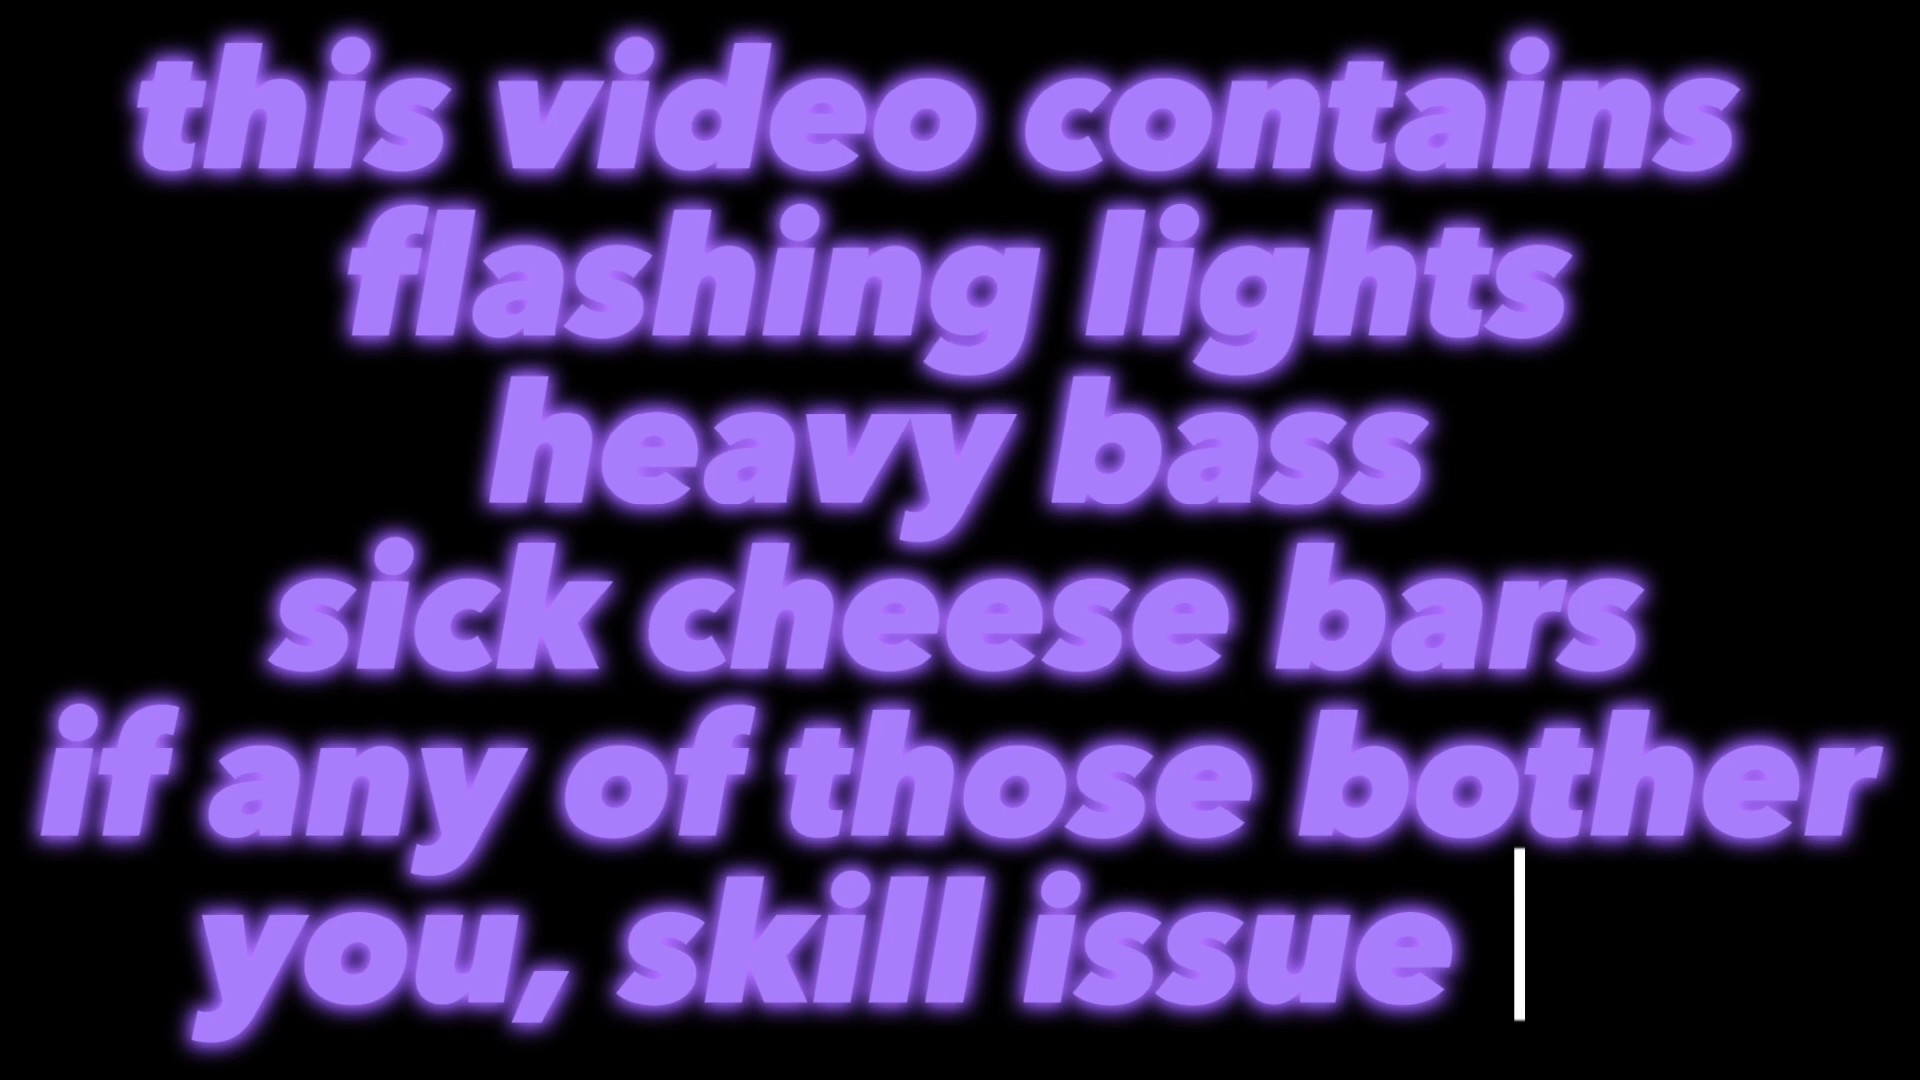 this video contains
flashing lights
heavy bass
sick cheese bars
if any of those bother
you, skill issue